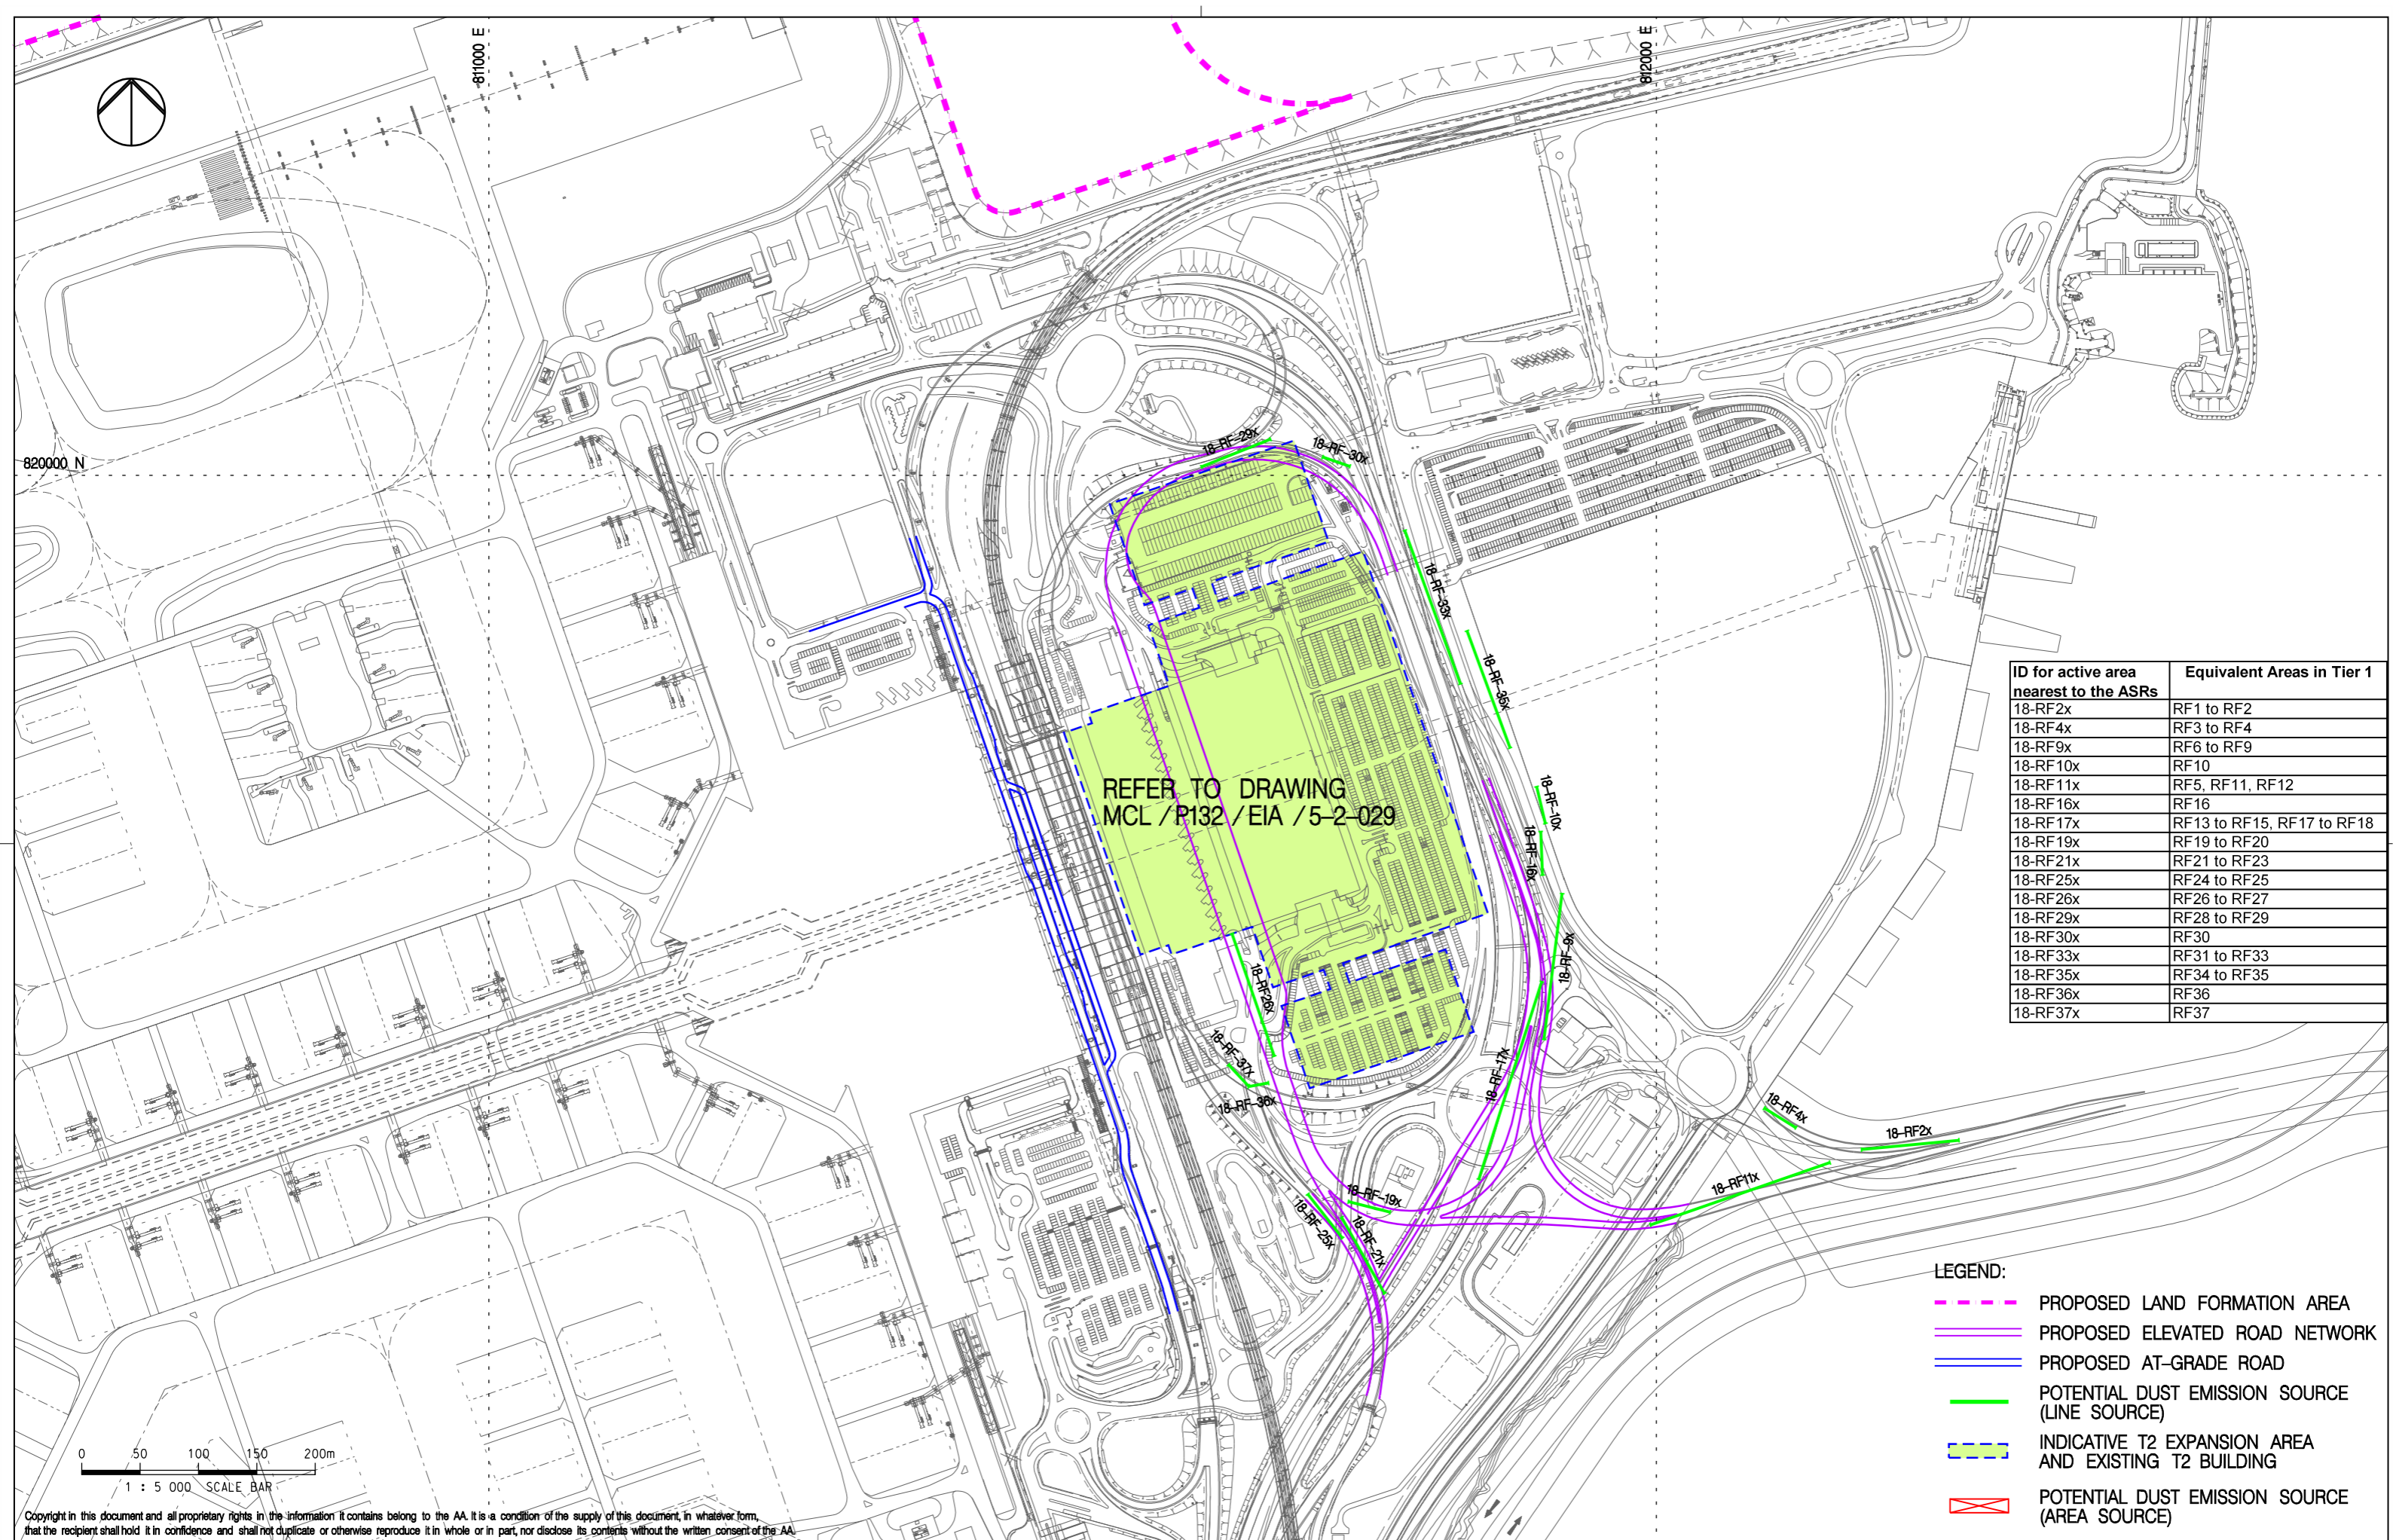 811000 E
812000 E
820000 N
18-RF-29x
18-RF-30x
18-RF-33x
18-RF-35x
18-RF-10x
18-RF-16x
18-RF-9x
18-RF-17x
18-RF26x
18-RF-37x
18-RF-36x
18-RF-19x
18-RF-25x
18-RF-21x
18-RF4x
18-RF2x
18-RF11x
REFER TO DRAWING
MCL / P132 / EIA / 5-2-029
ID for active area nearest to the ASRs | Equivalent Areas in Tier 1
18-RF2x | RF1 to RF2
18-RF4x | RF3 to RF4
18-RF9x | RF6 to RF9
18-RF10x | RF10
18-RF11x | RF5, RF11, RF12
18-RF16x | RF16
18-RF17x | RF13 to RF15, RF17 to RF18
18-RF19x | RF19 to RF20
18-RF21x | RF21 to RF23
18-RF25x | RF24 to RF25
18-RF26x | RF26 to RF27
18-RF29x | RF28 to RF29
18-RF30x | RF30
18-RF33x | RF31 to RF33
18-RF35x | RF34 to RF35
18-RF36x | RF36
18-RF37x | RF37
LEGEND:
PROPOSED LAND FORMATION AREA
PROPOSED ELEVATED ROAD NETWORK
PROPOSED AT-GRADE ROAD
POTENTIAL DUST EMISSION SOURCE
(LINE SOURCE)
INDICATIVE T2 EXPANSION AREA
AND EXISTING T2 BUILDING
POTENTIAL DUST EMISSION SOURCE
(AREA SOURCE)
0 50 100 150 200m
1 : 5 000 SCALE BAR
Copyright in this document and all proprietary rights in the information it contains belong to the AA. It is a condition of the supply of this document, in whatever form,
that the recipient shall hold it in confidence and shall not duplicate or otherwise reproduce it in whole or in part, nor disclose its contents without the written consent of the AA.